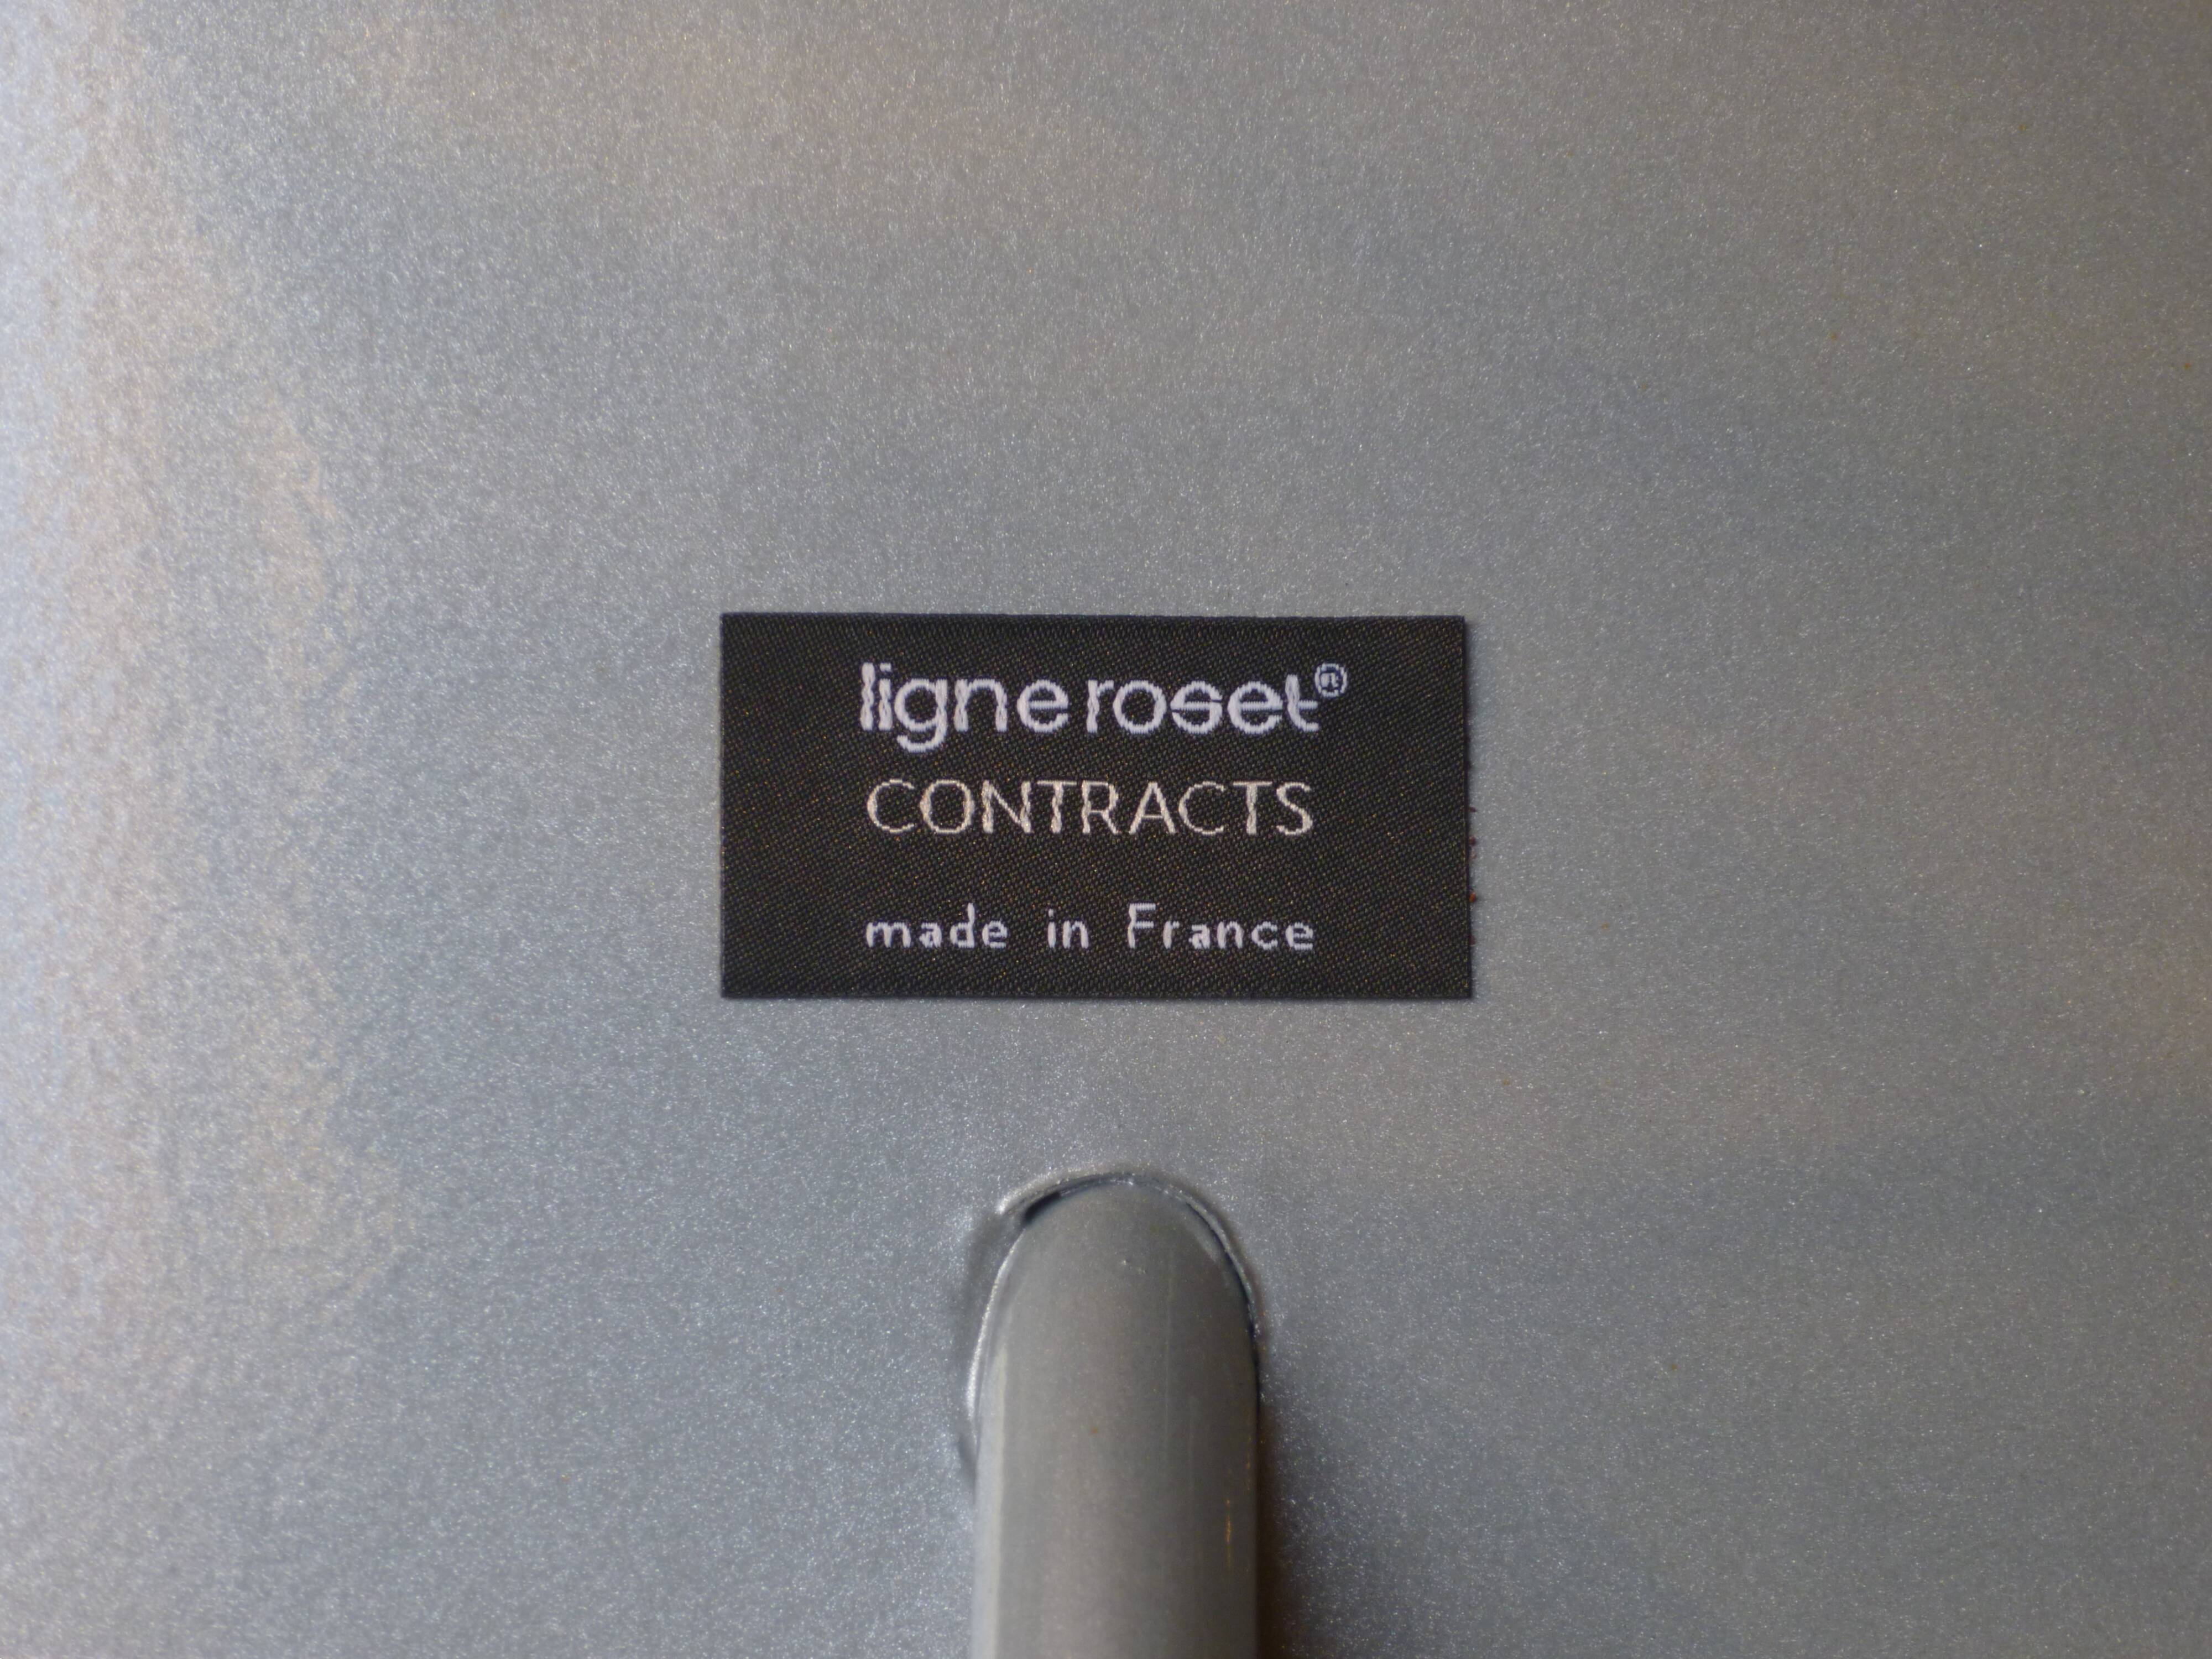 ligne roset®
CONTRACTS
made in France